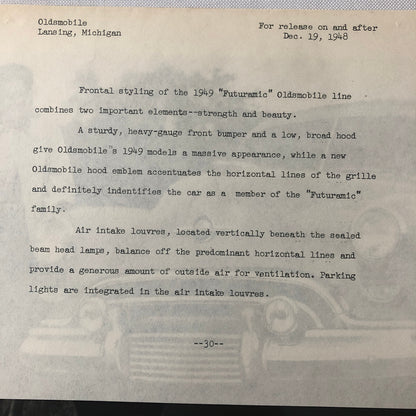 Oldsmobile For release on and after
Lansing, Michigan Dec. 19, 1948
Frontal styling of the 1949 "Futuramic" Oldsmobile line
combines two important elements--strength and beauty.
A sturdy, heavy-gauge front bumper and a low, broad hood
give Oldsmobile's 1949 models a massive appearance, while a new
Oldsmobile hood emblem accentuates the horizontal lines of the grille
and definitely indentifies the car as a member of the "Futuramic"
family.
Air intake louvres, located vertically beneath the sealed
beam head lamps, balance off the predominant horizontal lines and
provide a generous amount of outside air for ventilation. Parking
lights are integrated in the air intake louvres.
--30--